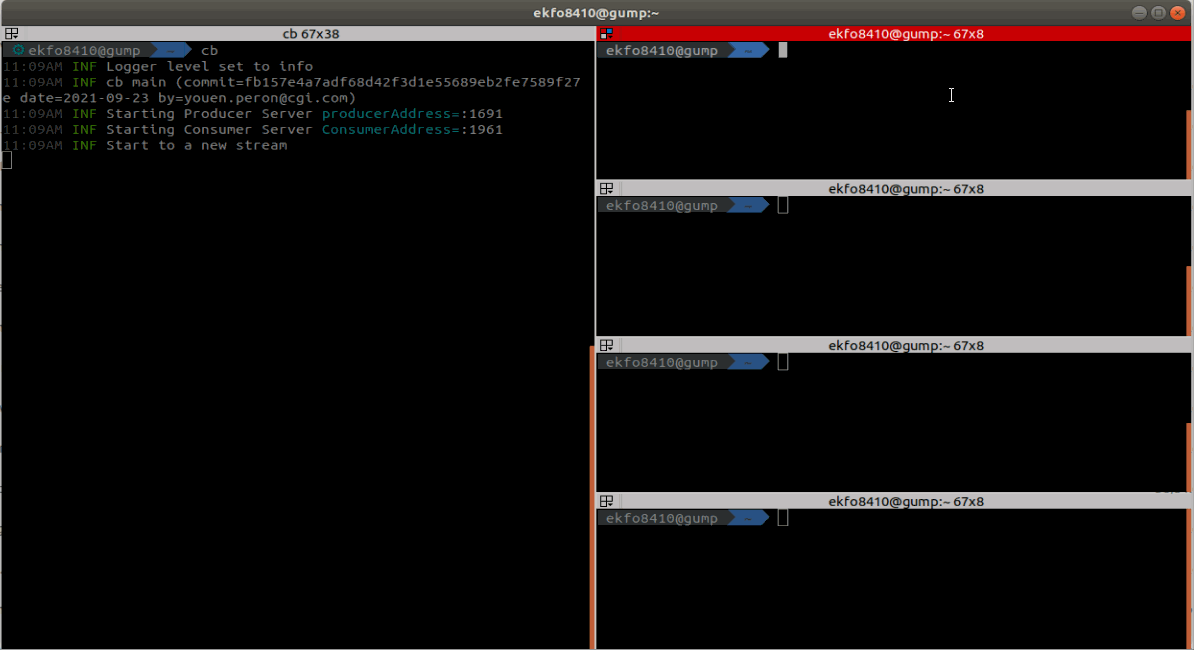 ekfo8410@gump:~
cb 67x38
ekfo8410@gump ~ cb
11:09AM INF Logger level set to info
11:09AM INF cb main (commit=fb157e4a7adf68d42f3d1e55689eb2fe7589f27
e date=2021-09-23 by=youen.peron@cgi.com)
11:09AM INF Starting Producer Server producerAddress=:1691
11:09AM INF Starting Consumer Server ConsumerAddress=:1961
11:09AM INF Start to a new stream
ekfo8410@gump:~ 67x8
ekfo8410@gump ~
ekfo8410@gump:~ 67x8
ekfo8410@gump ~
ekfo8410@gump:~ 67x8
ekfo8410@gump ~
ekfo8410@gump:~ 67x8
ekfo8410@gump ~